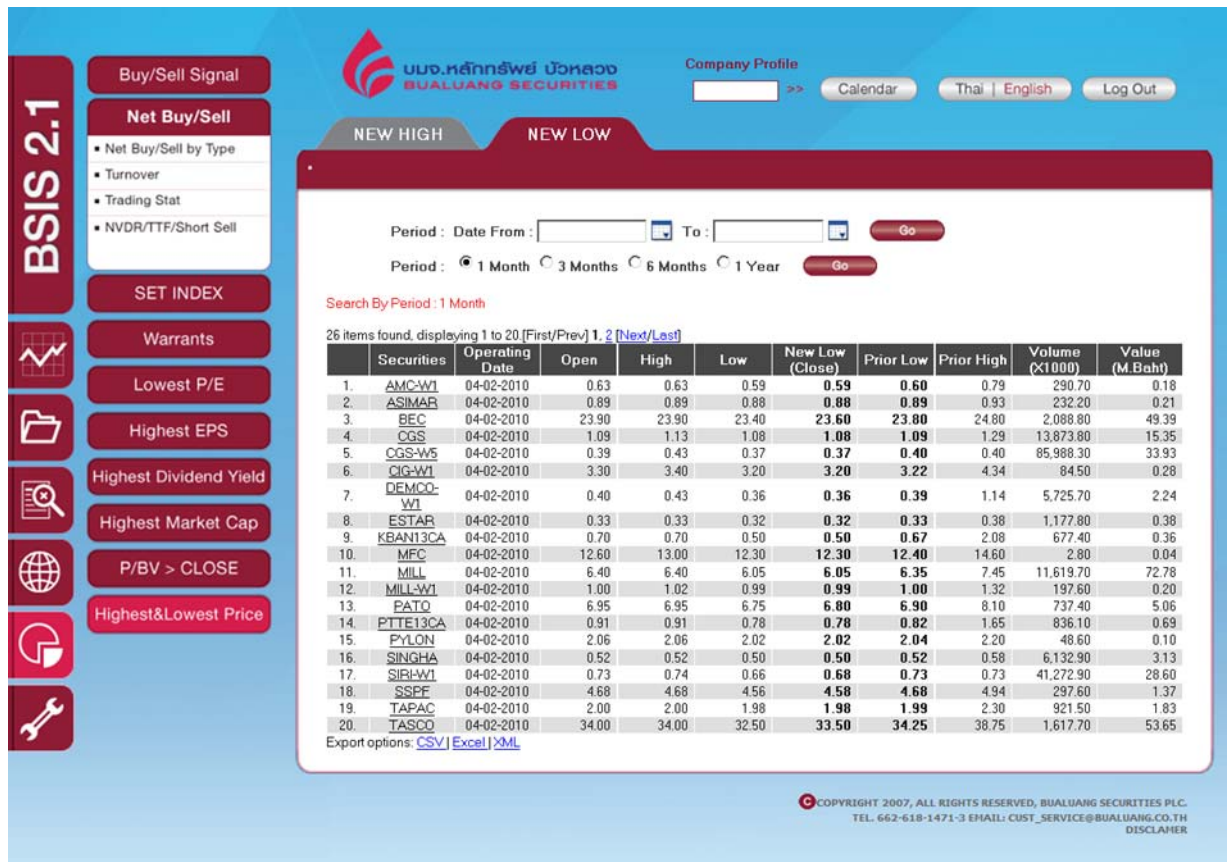 BSIS 2.1
Buy/Sell Signal
Net Buy/Sell
▪ Net Buy/Sell by Type
▪ Turnover
▪ Trading Stat
▪ NVDR/TTF/Short Sell
SET INDEX
Warrants
Lowest P/E
Highest EPS
Highest Dividend Yield
Highest Market Cap
P/BV > CLOSE
Highest&Lowest Price
บมจ.หลักทรัพย์ บัวหลวง
BUALUANG SECURITIES
Company Profile
>>
Calendar
Thai | English
Log Out
NEW HIGH
NEW LOW
Period : Date From : To : Go
Period : 1 Month 3 Months 6 Months 1 Year Go
Search By Period : 1 Month
26 items found, displaying 1 to 20.[First/Prev] 1, 2 [Next/Last]
Securities Operating Date Open High Low New Low (Close) Prior Low Prior High Volume (X1000) Value (M.Baht)
1. AMC-W1 04-02-2010 0.63 0.63 0.59 0.59 0.60 0.79 290.70 0.18
2. ASIMAR 04-02-2010 0.89 0.89 0.88 0.88 0.89 0.93 232.20 0.21
3. BEC 04-02-2010 23.90 23.90 23.40 23.60 23.80 24.80 2,088.80 49.39
4. CGS 04-02-2010 1.09 1.13 1.08 1.08 1.09 1.29 13,873.80 15.35
5. CGS-W5 04-02-2010 0.39 0.43 0.37 0.37 0.40 0.40 85,988.30 33.93
6. CIG-W1 04-02-2010 3.30 3.40 3.20 3.20 3.22 4.34 84.50 0.28
7. DEMCO-W1 04-02-2010 0.40 0.43 0.36 0.36 0.39 1.14 5,725.70 2.24
8. ESTAR 04-02-2010 0.33 0.33 0.32 0.32 0.33 0.38 1,177.80 0.38
9. KBAN13CA 04-02-2010 0.70 0.70 0.50 0.50 0.67 2.08 677.40 0.36
10. MFC 04-02-2010 12.60 13.00 12.30 12.30 12.40 14.60 2.80 0.04
11. MILL 04-02-2010 6.40 6.40 6.05 6.05 6.35 7.45 11,619.70 72.78
12. MILL-W1 04-02-2010 1.00 1.02 0.99 0.99 1.00 1.32 197.60 0.20
13. PATO 04-02-2010 6.95 6.95 6.75 6.80 6.90 8.10 737.40 5.06
14. PTTE13CA 04-02-2010 0.91 0.91 0.78 0.78 0.82 1.65 836.10 0.69
15. PYLON 04-02-2010 2.06 2.06 2.02 2.02 2.04 2.20 48.60 0.10
16. SINGHA 04-02-2010 0.52 0.52 0.50 0.50 0.52 0.58 6,132.90 3.13
17. SIRI-W1 04-02-2010 0.73 0.74 0.66 0.68 0.73 0.73 41,272.90 28.60
18. SSPF 04-02-2010 4.68 4.68 4.56 4.58 4.68 4.94 297.60 1.37
19. TAPAC 04-02-2010 2.00 2.00 1.98 1.98 1.99 2.30 921.50 1.83
20. TASCO 04-02-2010 34.00 34.00 32.50 33.50 34.25 38.75 1,617.70 53.65
Export options: CSV | Excel | XML
C COPYRIGHT 2007, ALL RIGHTS RESERVED, BUALUANG SECURITIES PLC.
TEL. 662-618-1471-3 EMAIL: CUST_SERVICE@BUALUANG.CO.TH
DISCLAMER